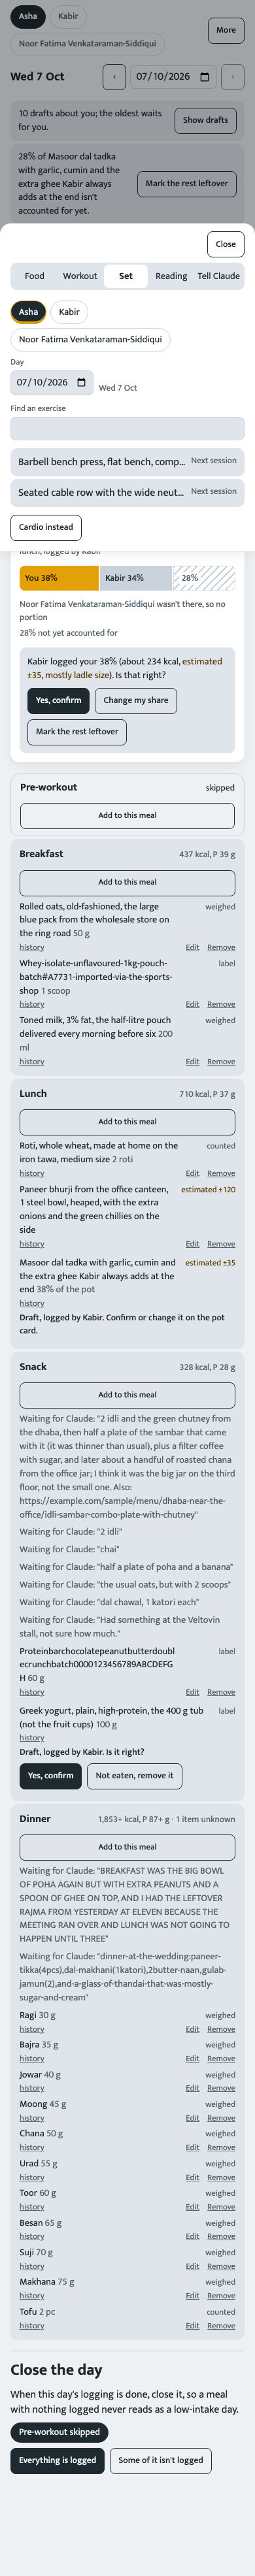 Asha
Kabir
Noor Fatima Venkataraman-Siddiqui
More
Wed 7 Oct
07/10/2026
10 drafts about you; the oldest waits
for you.
Show drafts
28% of Masoor dal tadka
with garlic, cumin and the
extra ghee Kabir always
adds at the end isn't
accounted for yet.
Mark the rest leftover
Close
Food
Workout
Set
Reading
Tell Claude
Asha
Kabir
Noor Fatima Venkataraman-Siddiqui
Day
07/10/2026
Wed 7 Oct
Find an exercise
Barbell bench press, flat bench, comp...
Next session
Seated cable row with the wide neut...
Next session
Cardio instead
lunch, logged by Kabir
You 38%
Kabir 34%
28%
Noor Fatima Venkataraman-Siddiqui wasn't there, so no
portion
28% not yet accounted for
Kabir logged your 38% (about 234 kcal, estimated
±35, mostly ladle size). Is that right?
Yes, confirm
Change my share
Mark the rest leftover
Pre-workout
skipped
Add to this meal
Breakfast
437 kcal, P 39 g
Add to this meal
Rolled oats, old-fashioned, the large
blue pack from the wholesale store on
the ring road 50 g
weighed
history
Edit
Remove
Whey-isolate-unflavoured-1kg-pouch-
batch#A7731-imported-via-the-sports-
shop 1 scoop
label
history
Edit
Remove
Toned milk, 3% fat, the half-litre pouch
delivered every morning before six 200
ml
weighed
history
Edit
Remove
Lunch
710 kcal, P 37 g
Add to this meal
Roti, whole wheat, made at home on the
iron tawa, medium size 2 roti
counted
history
Edit
Remove
Paneer bhurji from the office canteen,
1 steel bowl, heaped, with the extra
onions and the green chillies on the
side
estimated ±120
history
Edit
Remove
Masoor dal tadka with garlic, cumin and
the extra ghee Kabir always adds at the
end 38% of the pot
estimated ±35
history
Draft, logged by Kabir. Confirm or change it on the pot
card.
Snack
328 kcal, P 28 g
Add to this meal
Waiting for Claude: "2 idli and the green chutney from
the dhaba, then half a plate of the sambar that came
with it (it was thinner than usual), plus a filter coffee
with sugar, and later about a handful of roasted chana
from the office jar; I think it was the big jar on the third
floor, not the small one. Also:
https://example.com/sample/menu/dhaba-near-the-
office/idli-sambar-combo-plate-with-chutney"
Waiting for Claude: "2 idli"
Waiting for Claude: "chai"
Waiting for Claude: "half a plate of poha and a banana"
Waiting for Claude: "the usual oats, but with 2 scoops"
Waiting for Claude: "dal chawal, 1 katori each"
Waiting for Claude: "Had something at the Veltovin
stall, not sure how much."
Proteinbarchocolatepeanutbutterdoubl
ecrunchbatch0000123456789ABCDEFG
H 60 g
label
history
Edit
Remove
Greek yogurt, plain, high-protein, the 400 g tub
(not the fruit cups) 100 g
label
history
Draft, logged by Kabir. Is it right?
Yes, confirm
Not eaten, remove it
Dinner
1,853+ kcal, P 87+ g · 1 item unknown
Add to this meal
Waiting for Claude: "BREAKFAST WAS THE BIG BOWL
OF POHA AGAIN BUT WITH EXTRA PEANUTS AND A
SPOON OF GHEE ON TOP, AND I HAD THE LEFTOVER
RAJMA FROM YESTERDAY AT ELEVEN BECAUSE THE
MEETING RAN OVER AND LUNCH WAS NOT GOING TO
HAPPEN UNTIL THREE"
Waiting for Claude: "dinner-at-the-wedding:paneer-
tikka(4pcs),dal-makhani(1katori),2butter-naan,gulab-
jamun(2),and-a-glass-of-thandai-that-was-mostly-
sugar-and-cream"
Ragi 30 g
weighed
history
Edit
Remove
Bajra 35 g
weighed
history
Edit
Remove
Jowar 40 g
weighed
history
Edit
Remove
Moong 45 g
weighed
history
Edit
Remove
Chana 50 g
weighed
history
Edit
Remove
Urad 55 g
weighed
history
Edit
Remove
Toor 60 g
weighed
history
Edit
Remove
Besan 65 g
weighed
history
Edit
Remove
Suji 70 g
weighed
history
Edit
Remove
Makhana 75 g
weighed
history
Edit
Remove
Tofu 2 pc
counted
history
Edit
Remove
Close the day
When this day's logging is done, close it, so a meal
with nothing logged never reads as a low-intake day.
Pre-workout skipped
Everything is logged
Some of it isn't logged